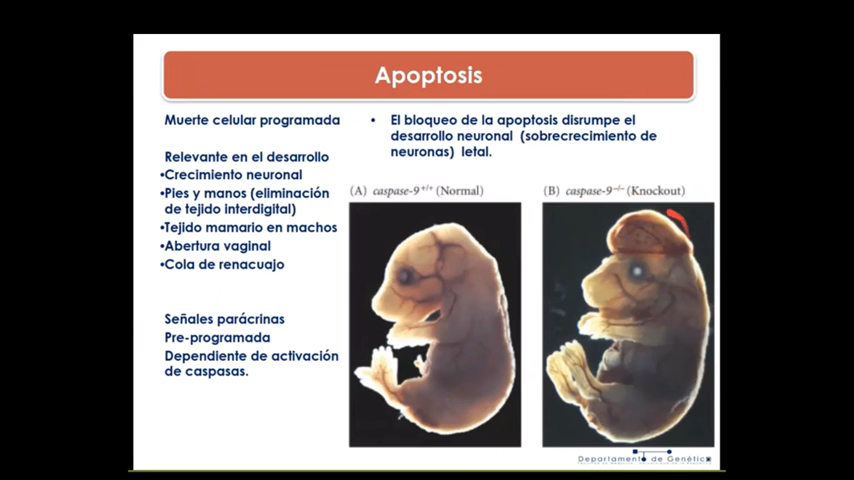 Apoptosis
Muerte celular programada
Relevante en el desarrollo
•Crecimiento neuronal
•Pies y manos (eliminación
de tejido interdigital)
•Tejido mamario en machos
•Abertura vaginal
•Cola de renacuajo
Señales parácrinas
Pre-programada
Dependiente de activación
de caspasas.
• El bloqueo de la apoptosis disrumpe el
desarrollo neuronal (sobrecrecimiento de
neuronas) letal.
(A) caspase-9+/+ (Normal)
(B) caspase-9–/– (Knockout)
Departamento de Genética